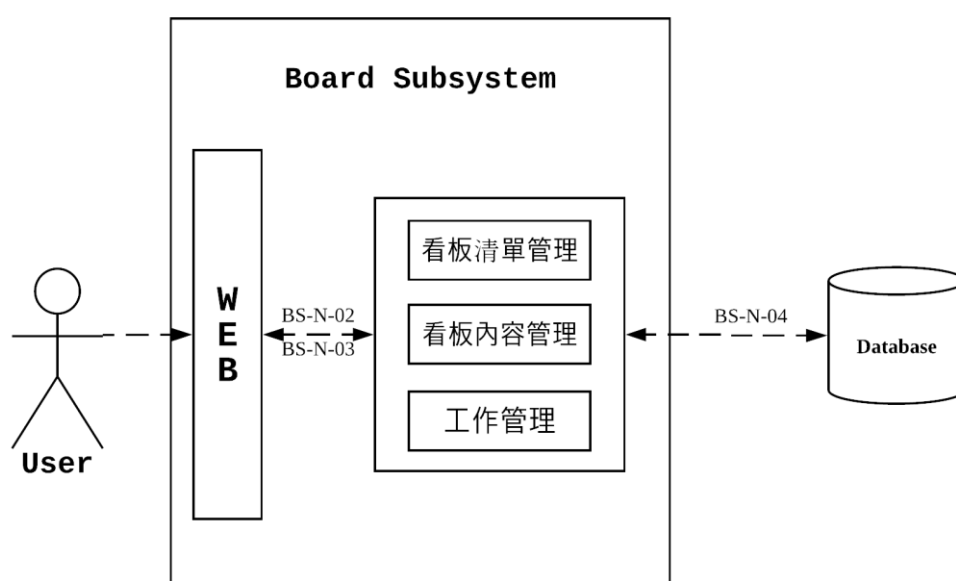 Board Subsystem
W
E
B
看板清單管理
看板內容管理
工作管理
BS-N-02
BS-N-03
BS-N-04
Database
User